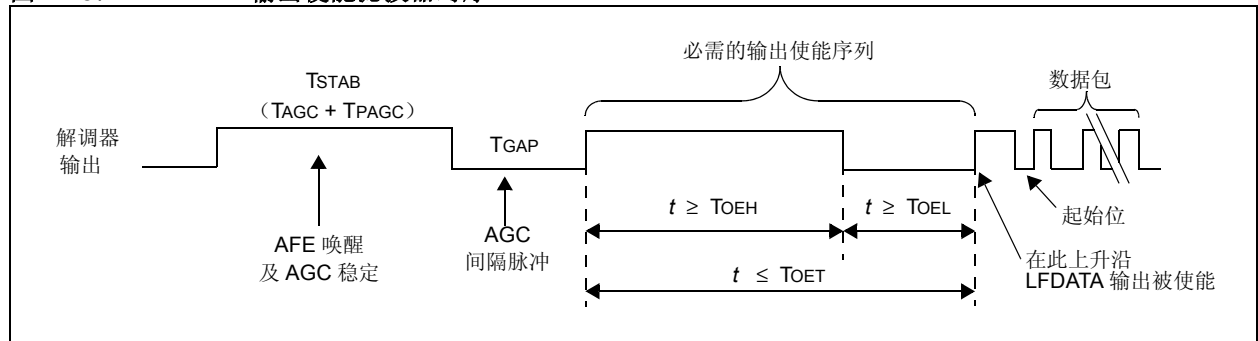 必需的输出使能序列
TSTAB
（TAGC + TPAGC）
数据包
解调器
输出
TGAP
t ≥ TOEH
t ≥ TOEL
起始位
AFE 唤醒
及 AGC 稳定
AGC
间隔脉冲
t ≤ TOET
在此上升沿
LFDATA 输出被使能